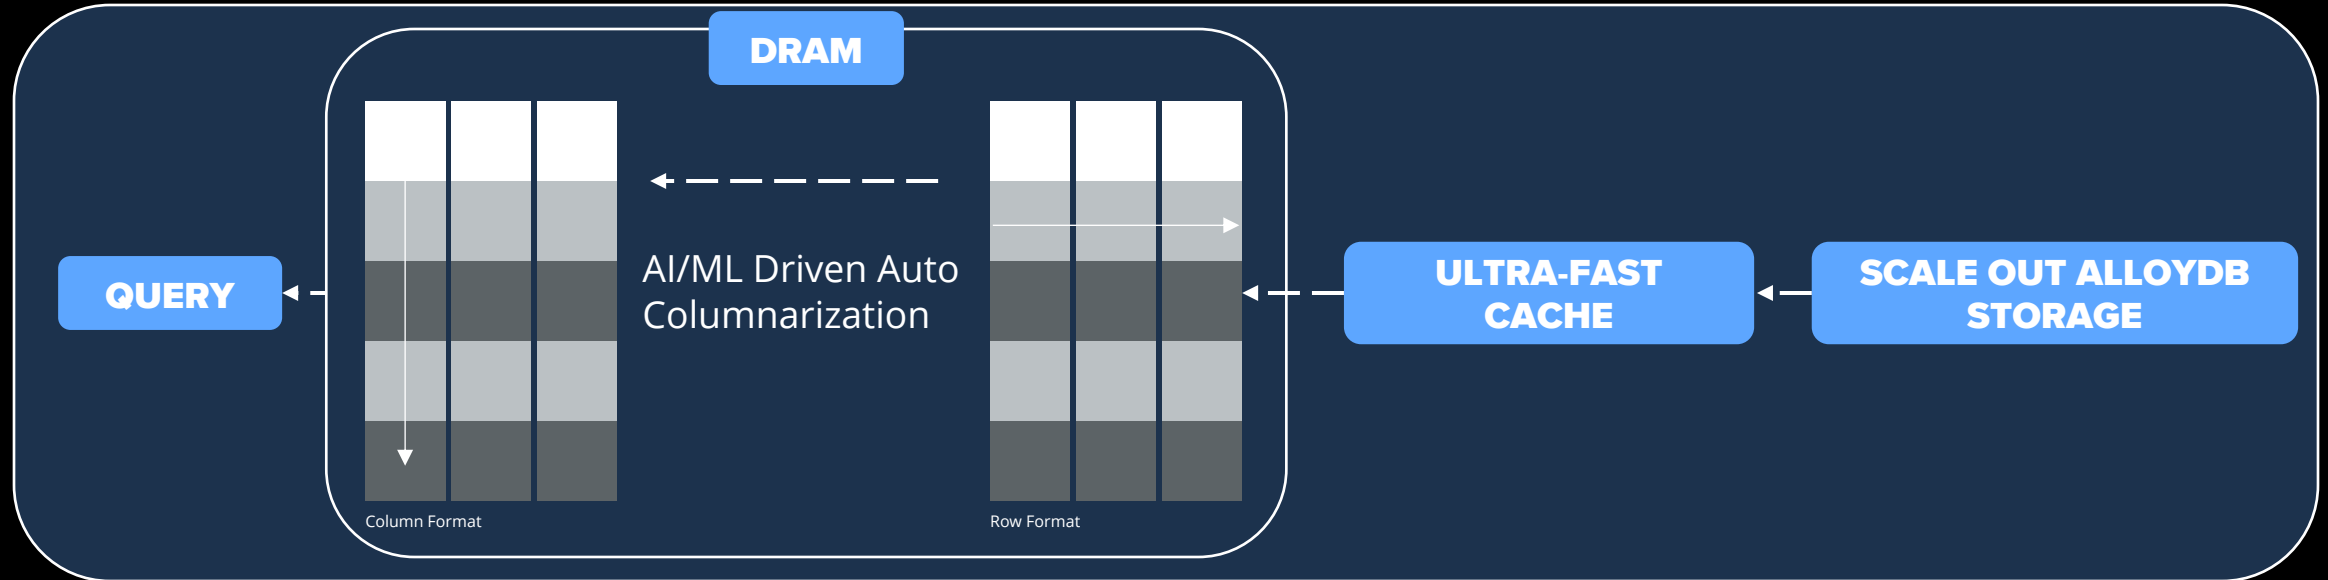 DRAM
QUERY
AI/ML Driven Auto
Columnarization
Column Format
Row Format
ULTRA-FAST
CACHE
SCALE OUT ALLOYDB
STORAGE